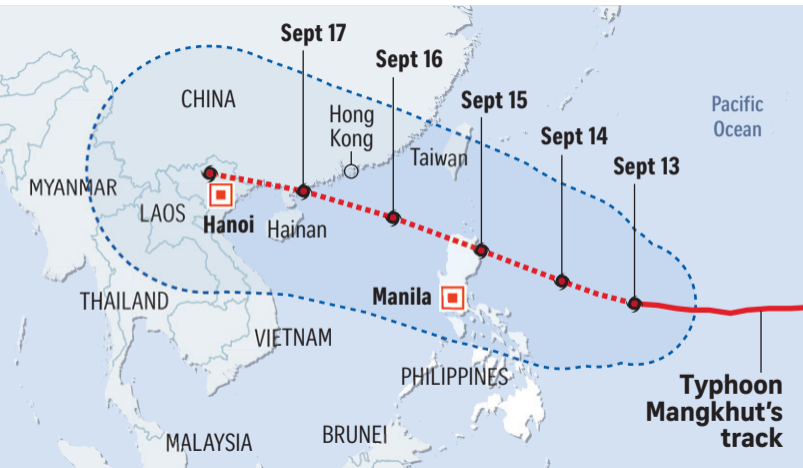 Sept 17
Sept 16
Sept 15
Sept 14
Sept 13
CHINA
Hong
Kong
Taiwan
Pacific
Ocean
MYANMAR
LAOS
Hanoi
Hainan
THAILAND
Manila
VIETNAM
PHILIPPINES
Typhoon
Mangkhut's
track
MALAYSIA
BRUNEI